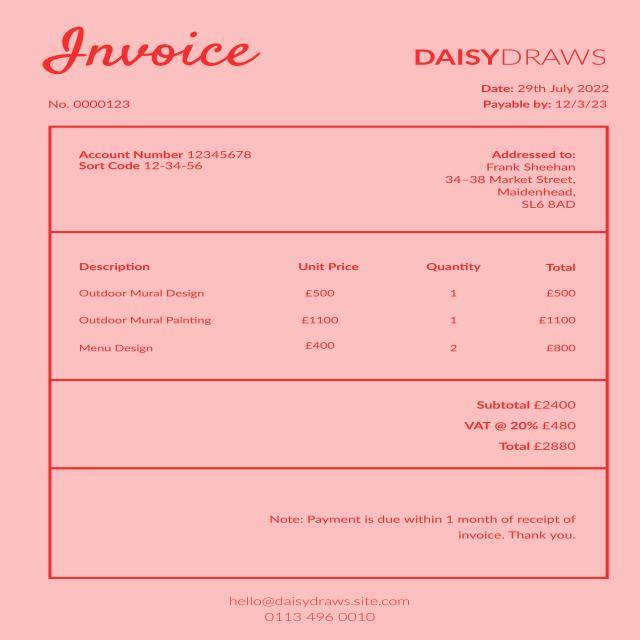 Invoice
DAISYDRAWS
Date: 29th July 2022
No. 0000123
Payable by: 12/3/23
Account Number 12345678
Sort Code 12-34-56
Addressed to:
Frank Sheehan
34–38 Market Street,
Maidenhead,
SL6 8AD
Description Unit Price Quantity Total
Outdoor Mural Design £500 1 £500
Outdoor Mural Painting £1100 1 £1100
Menu Design £400 2 £800
Subtotal £2400
VAT @ 20% £480
Total £2880
Note: Payment is due within 1 month of receipt of
invoice. Thank you.
hello@daisydraws.site.com
0113 496 0010